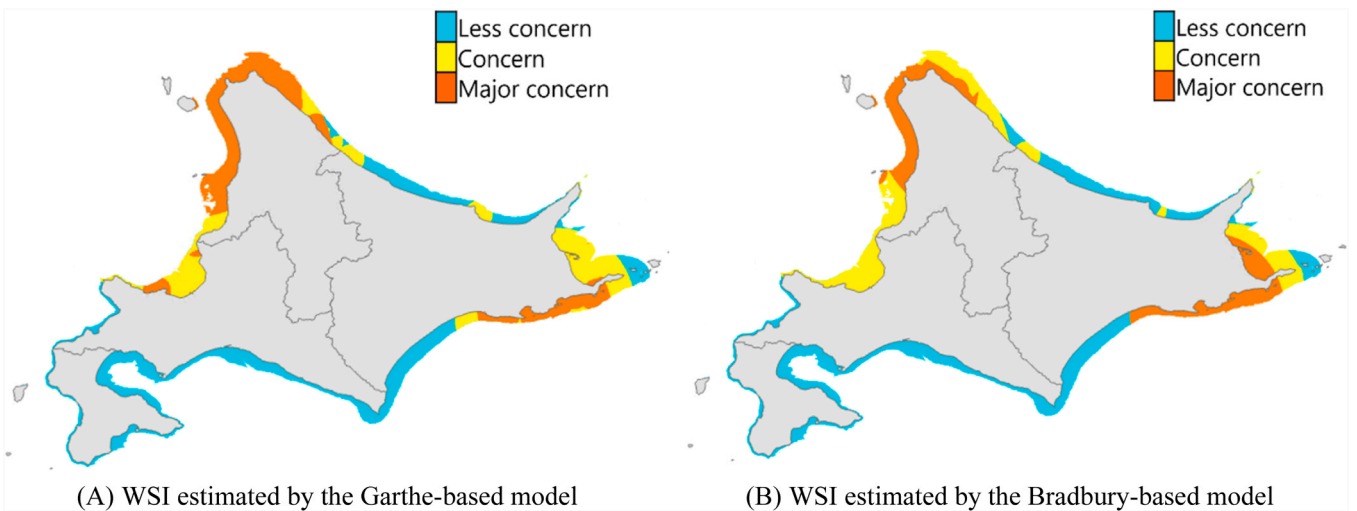 Less concern
Concern
Major concern
Less concern
Concern
Major concern
(A) WSI estimated by the Garthe-based model
(B) WSI estimated by the Bradbury-based model